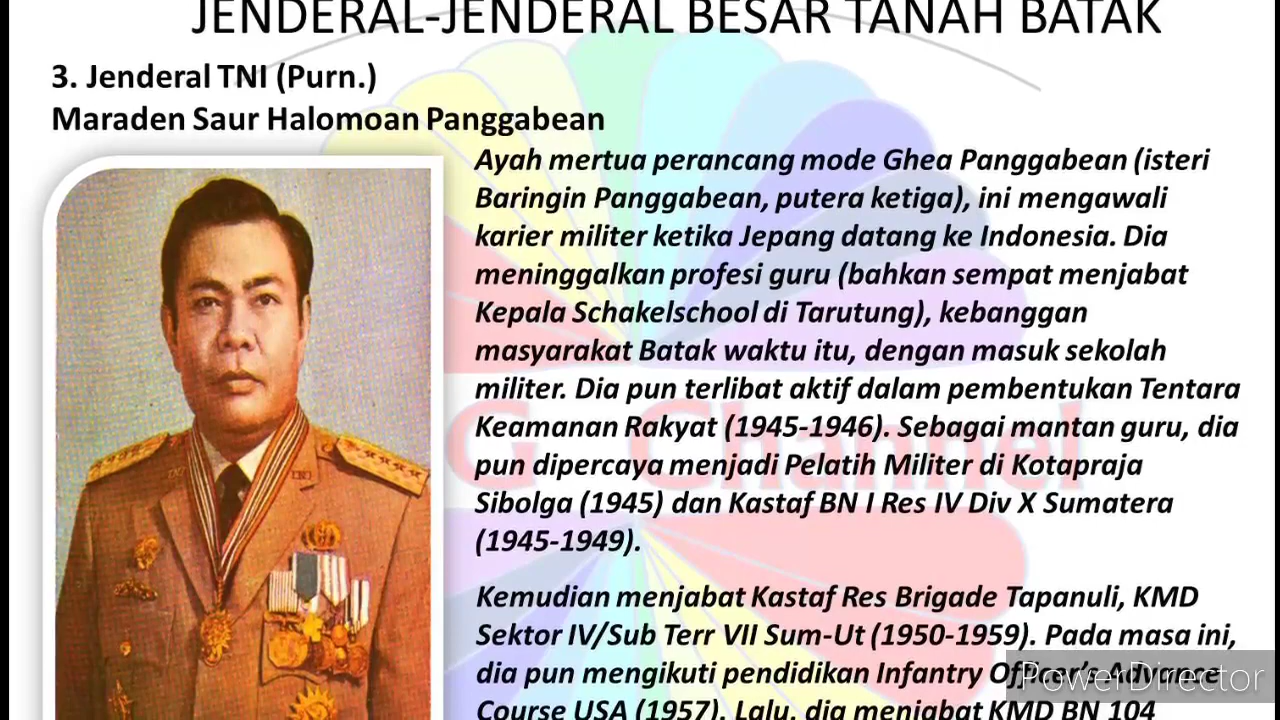 JENDERAL-JENDERAL BESAR TANAH BATAK
3. Jenderal TNI (Purn.)
Maraden Saur Halomoan Panggabean
Ayah mertua perancang mode Ghea Panggabean (isteri
Baringin Panggabean, putera ketiga), ini mengawali
karier militer ketika Jepang datang ke Indonesia. Dia
meninggalkan profesi guru (bahkan sempat menjabat
Kepala Schakelschool di Tarutung), kebanggan
masyarakat Batak waktu itu, dengan masuk sekolah
militer. Dia pun terlibat aktif dalam pembentukan Tentara
Keamanan Rakyat (1945-1946). Sebagai mantan guru, dia
pun dipercaya menjadi Pelatih Militer di Kotapraja
Sibolga (1945) dan Kastaf BN I Res IV Div X Sumatera
(1945-1949).
Kemudian menjabat Kastaf Res Brigade Tapanuli, KMD
Sektor IV/Sub Terr VII Sum-Ut (1950-1959). Pada masa ini,
dia pun mengikuti pendidikan Infantry Officer's Advance
Course USA (1957). Lalu, dia menjabat KMD BN 104
G Channel
PowerDirector